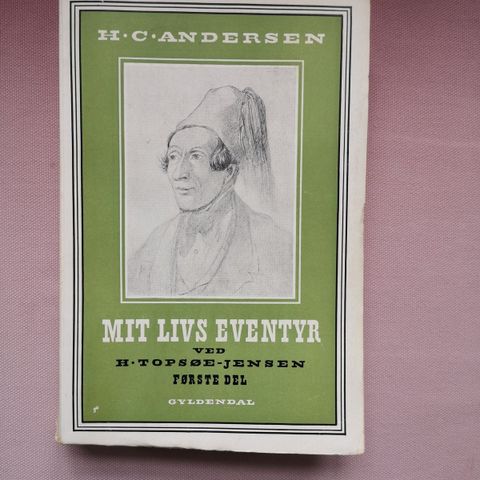 H·C·ANDERSEN
MIT LIVS EVENTYR
VED
H·TOPSØE-JENSEN
FØRSTE DEL
GYLDENDAL